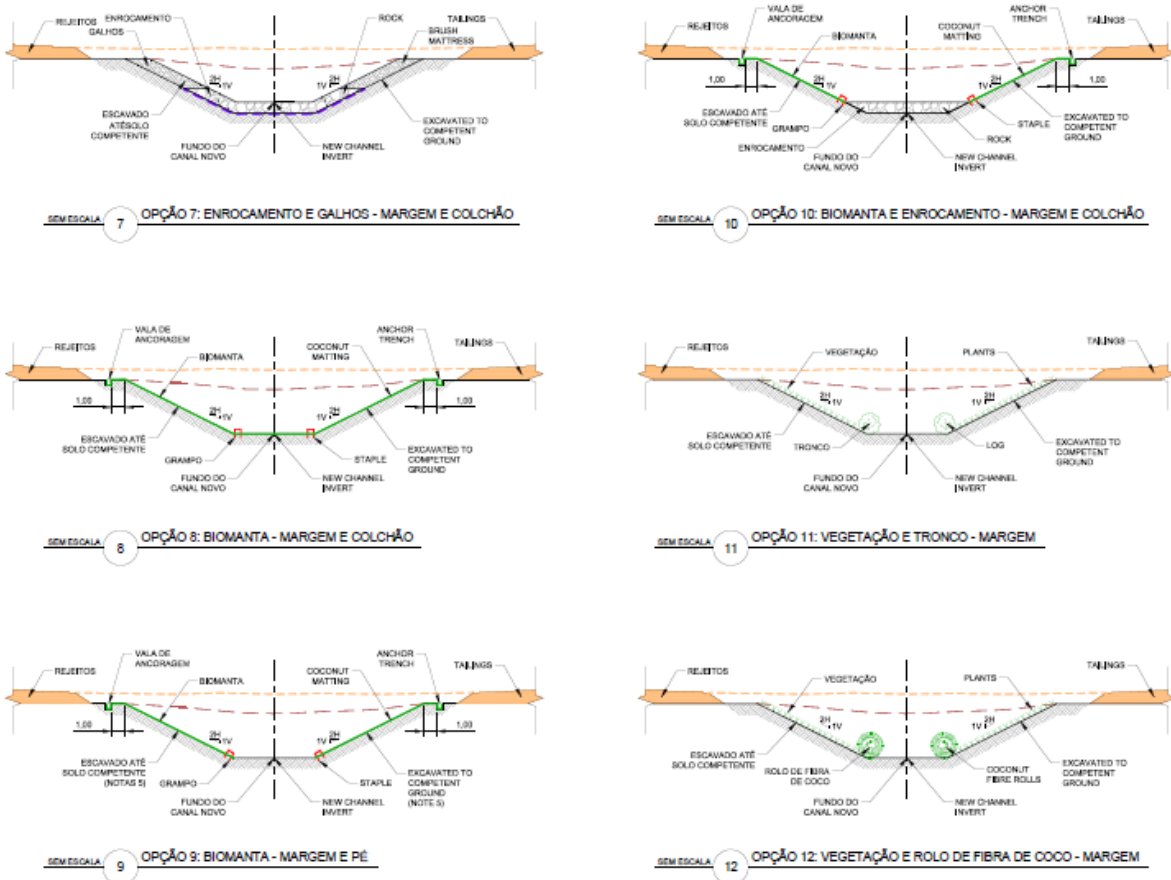 REJEITOS
ENROCAMENTO
GALHOS
ROCK
BRUSH
MATTRESS
TAILINGS
2H
1V
2H
1V
ESCAVADO
ATÉSOLO
COMPETENTE
FUNDO DO
CANAL NOVO
NEW CHANNEL
INVERT
EXCAVATED TO
COMPETENT
GROUND
SEM ESCALA
7
OPÇÃO 7: ENROCAMENTO E GALHOS - MARGEM E COLCHÃO
REJEITOS
VALA DE
ANCORAGEM
BIOMANTA
COCONUT
MATTING
ANCHOR
TRENCH
TAILINGS
1,00
2H
1V
2H
1V
1,00
ESCAVADO ATÉ
SOLO COMPETENTE
GRAMPO
ENROCAMENTO
FUNDO DO
CANAL NOVO
NEW CHANNEL
INVERT
ROCK
STAPLE
EXCAVATED TO
COMPETENT
GROUND
SEM ESCALA
10
OPÇÃO 10: BIOMANTA E ENROCAMENTO - MARGEM E COLCHÃO
REJEITOS
VALA DE
ANCORAGEM
BIOMANTA
COCONUT
MATTING
ANCHOR
TRENCH
TAILINGS
1,00
2H
1V
2H
1V
1,00
ESCAVADO ATÉ
SOLO COMPETENTE
GRAMPO
FUNDO DO
CANAL NOVO
NEW CHANNEL
INVERT
STAPLE
EXCAVATED TO
COMPETENT
GROUND
SEM ESCALA
8
OPÇÃO 8: BIOMANTA - MARGEM E COLCHÃO
REJEITOS
VEGETAÇÃO
PLANTS
TAILINGS
2H
1V
2H
1V
ESCAVADO ATÉ
SOLO COMPETENTE
TRONCO
FUNDO DO
CANAL NOVO
NEW CHANNEL
INVERT
LOG
EXCAVATED TO
COMPETENT
GROUND
SEM ESCALA
11
OPÇÃO 11: VEGETAÇÃO E TRONCO - MARGEM
REJEITOS
VALA DE
ANCORAGEM
BIOMANTA
COCONUT
MATTING
ANCHOR
TRENCH
TAILINGS
1,00
2H
1V
2H
1V
1,00
ESCAVADO ATÉ
SOLO COMPETENTE
(NOTAS 5)
GRAMPO
FUNDO DO
CANAL NOVO
NEW CHANNEL
INVERT
STAPLE
EXCAVATED TO
COMPETENT
GROUND
(NOTE 5)
SEM ESCALA
9
OPÇÃO 9: BIOMANTA - MARGEM E PÉ
REJEITOS
VEGETAÇÃO
PLANTS
TAILINGS
2H
1V
2H
1V
ESCAVADO ATÉ
SOLO COMPETENTE
ROLO DE FIBRA
DE COCO
FUNDO DO
CANAL NOVO
NEW CHANNEL
INVERT
COCONUT
FIBRE ROLLS
EXCAVATED TO
COMPETENT
GROUND
SEM ESCALA
12
OPÇÃO 12: VEGETAÇÃO E ROLO DE FIBRA DE COCO - MARGEM